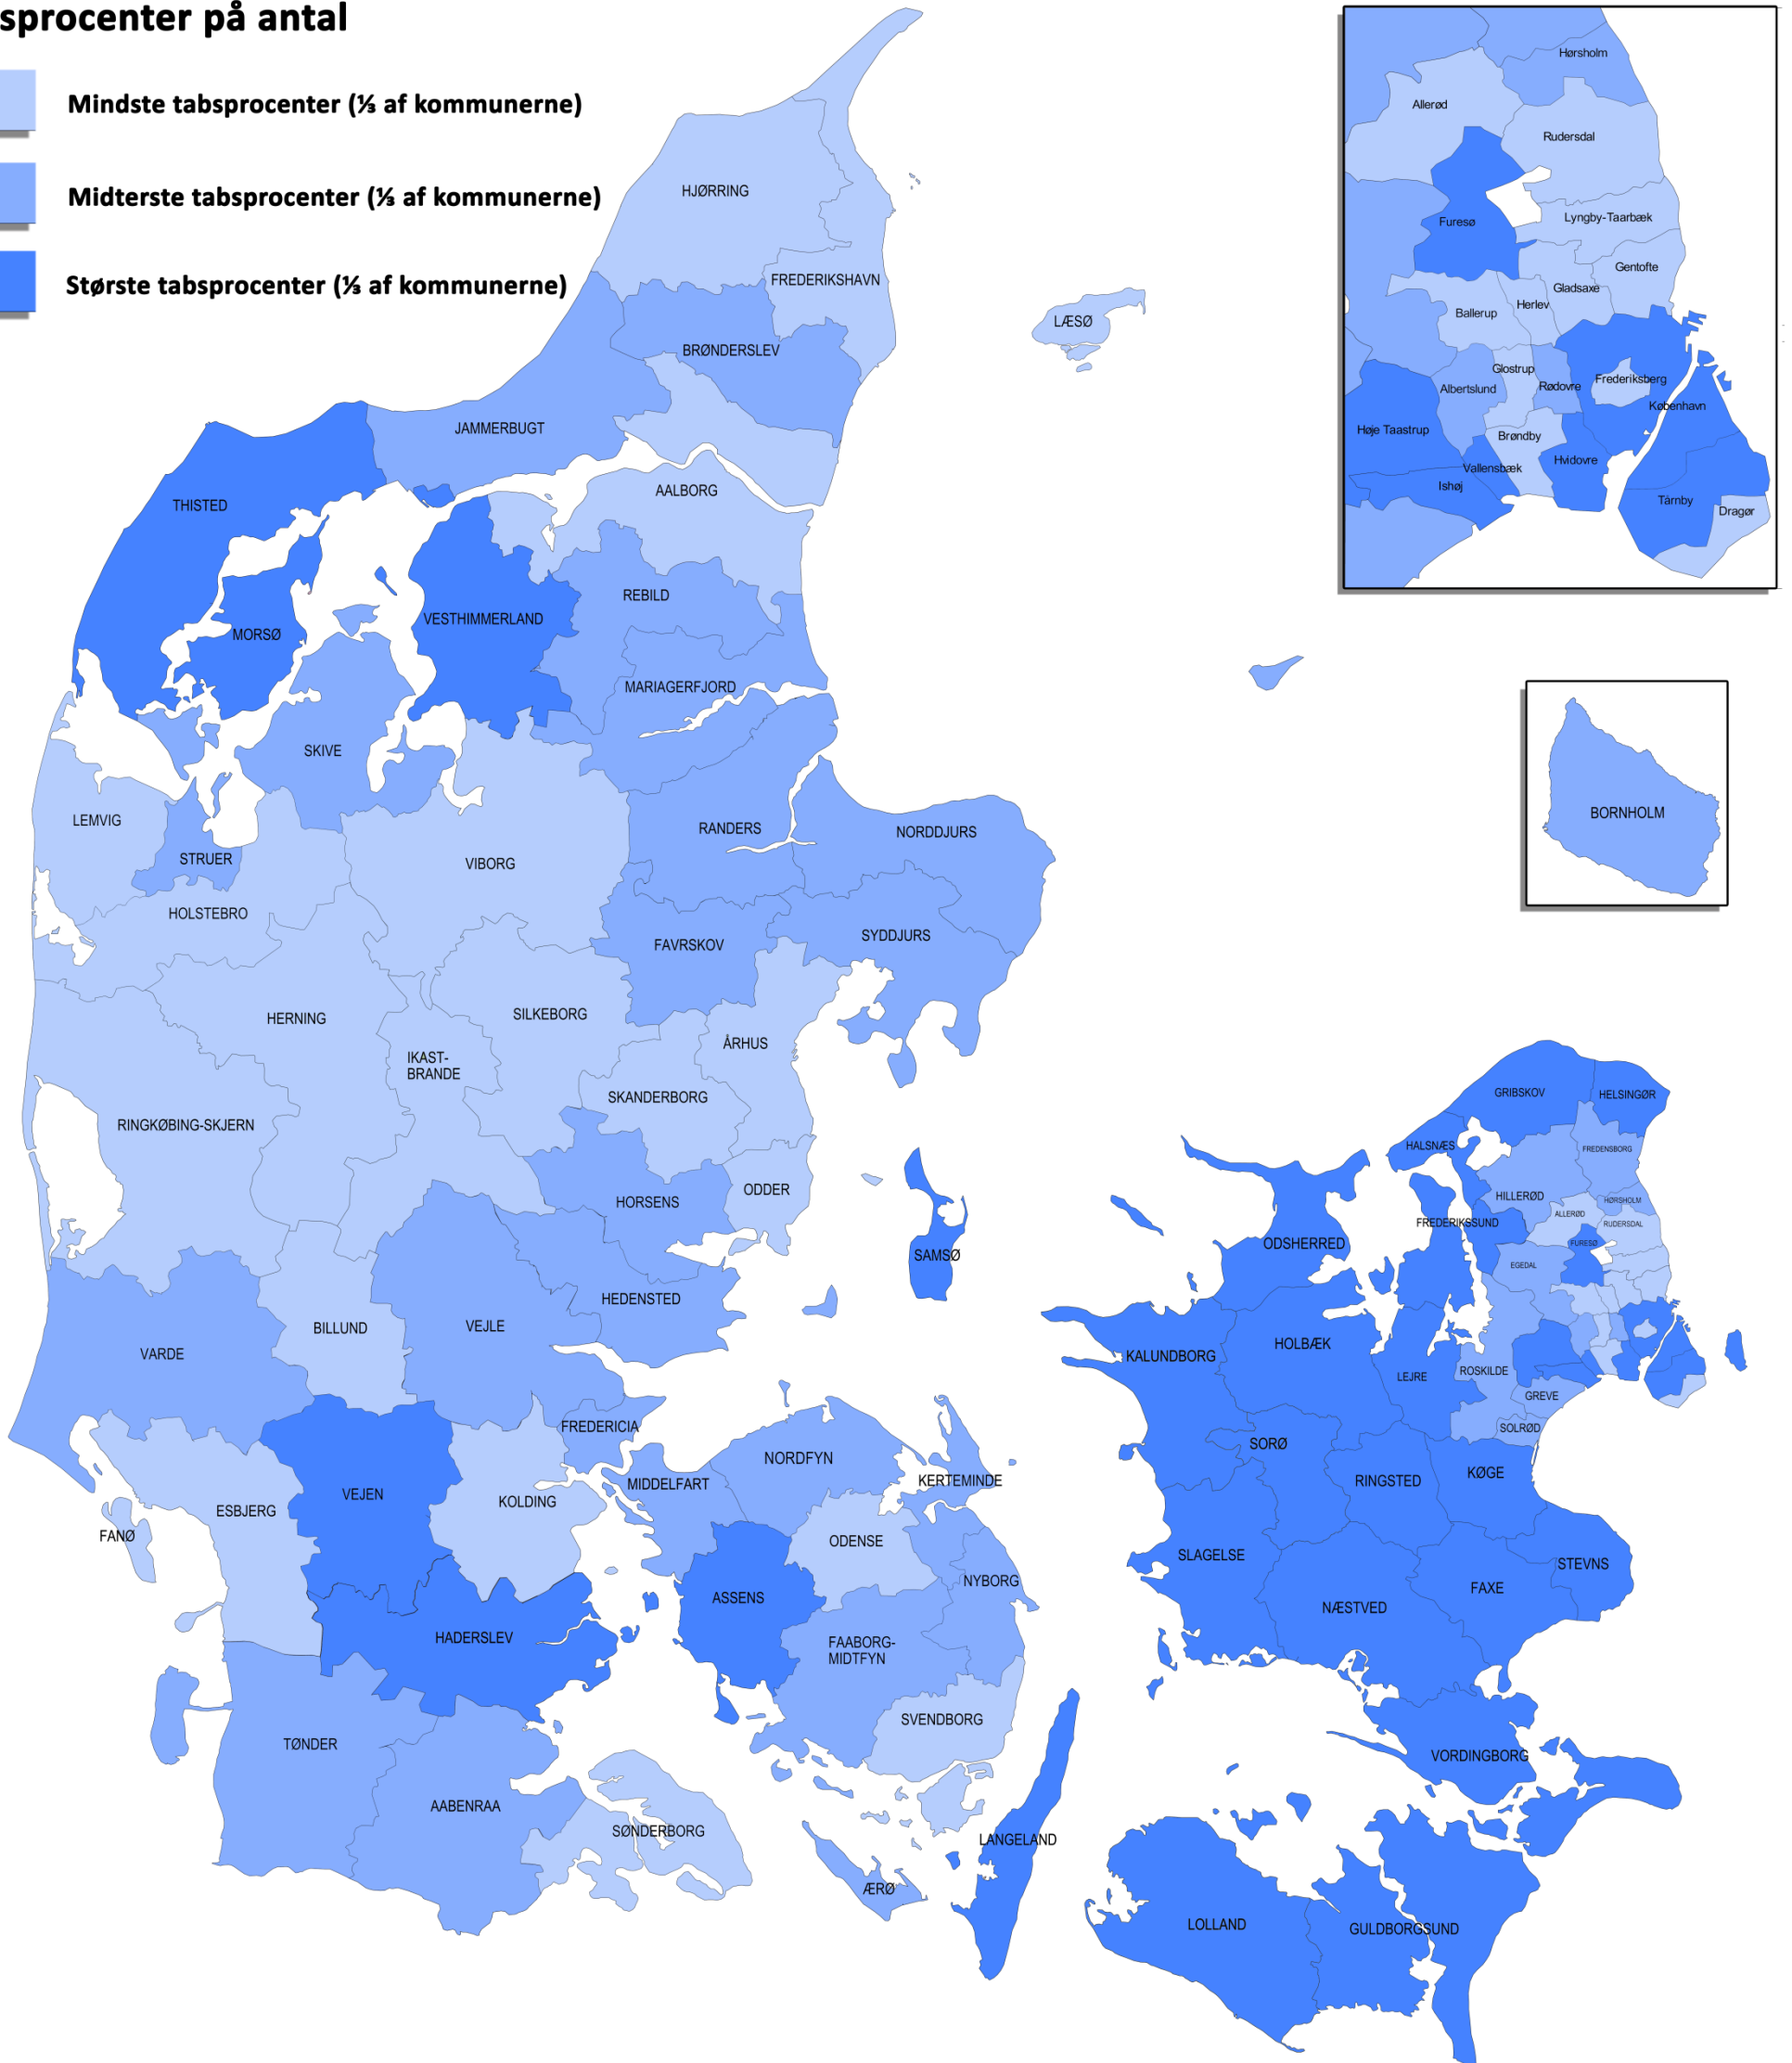 sprocenter på antal
Mindste tabsprocenter (⅓ af kommunerne)
Midterste tabsprocenter (⅓ af kommunerne)
Største tabsprocenter (⅓ af kommunerne)
Hørsholm
Allerød
Rudersdal
Furesø
Lyngby-Taarbæk
Gentofte
Gladsaxe
Herlev
Ballerup
Glostrup
Albertslund
Rødovre
Frederiksberg
København
Høje Taastrup
Brøndby
Hvidovre
Vallensbæk
Ishøj
Tårnby
Dragør
HJØRRING
FREDERIKSHAVN
LÆSØ
BRØNDERSLEV
JAMMERBUGT
AALBORG
THISTED
REBILD
VESTHIMMERLAND
MORSØ
MARIAGERFJORD
SKIVE
BORNHOLM
LEMVIG
RANDERS
NORDDJURS
STRUER
VIBORG
HOLSTEBRO
SYDDJURS
FAVRSKOV
HERNING
SILKEBORG
ÅRHUS
IKAST-
BRANDE
SKANDERBORG
RINGKØBING-SKJERN
ODDER
HORSENS
SAMSØ
HEDENSTED
BILLUND
VEJLE
VARDE
FREDERICIA
NORDFYN
KERTEMINDE
MIDDELFART
VEJEN
KOLDING
ESBJERG
FANØ
ODENSE
NYBORG
ASSENS
HADERSLEV
FAABORG-
MIDTFYN
SVENDBORG
TØNDER
AABENRAA
SØNDERBORG
LANGELAND
ÆRØ
GRIBSKOV
HELSINGØR
HALSNÆS
FREDENSBORG
HILLERØD
HØRSHOLM
ALLERØD
FREDERIKSSUND
RUDERSDAL
ODSHERRED
FURESØ
EGEDAL
HOLBÆK
KALUNDBORG
LEJRE
ROSKILDE
GREVE
SOLRØD
SORØ
RINGSTED
KØGE
SLAGELSE
STEVNS
FAXE
NÆSTVED
VORDINGBORG
LOLLAND
GULDBORGSUND